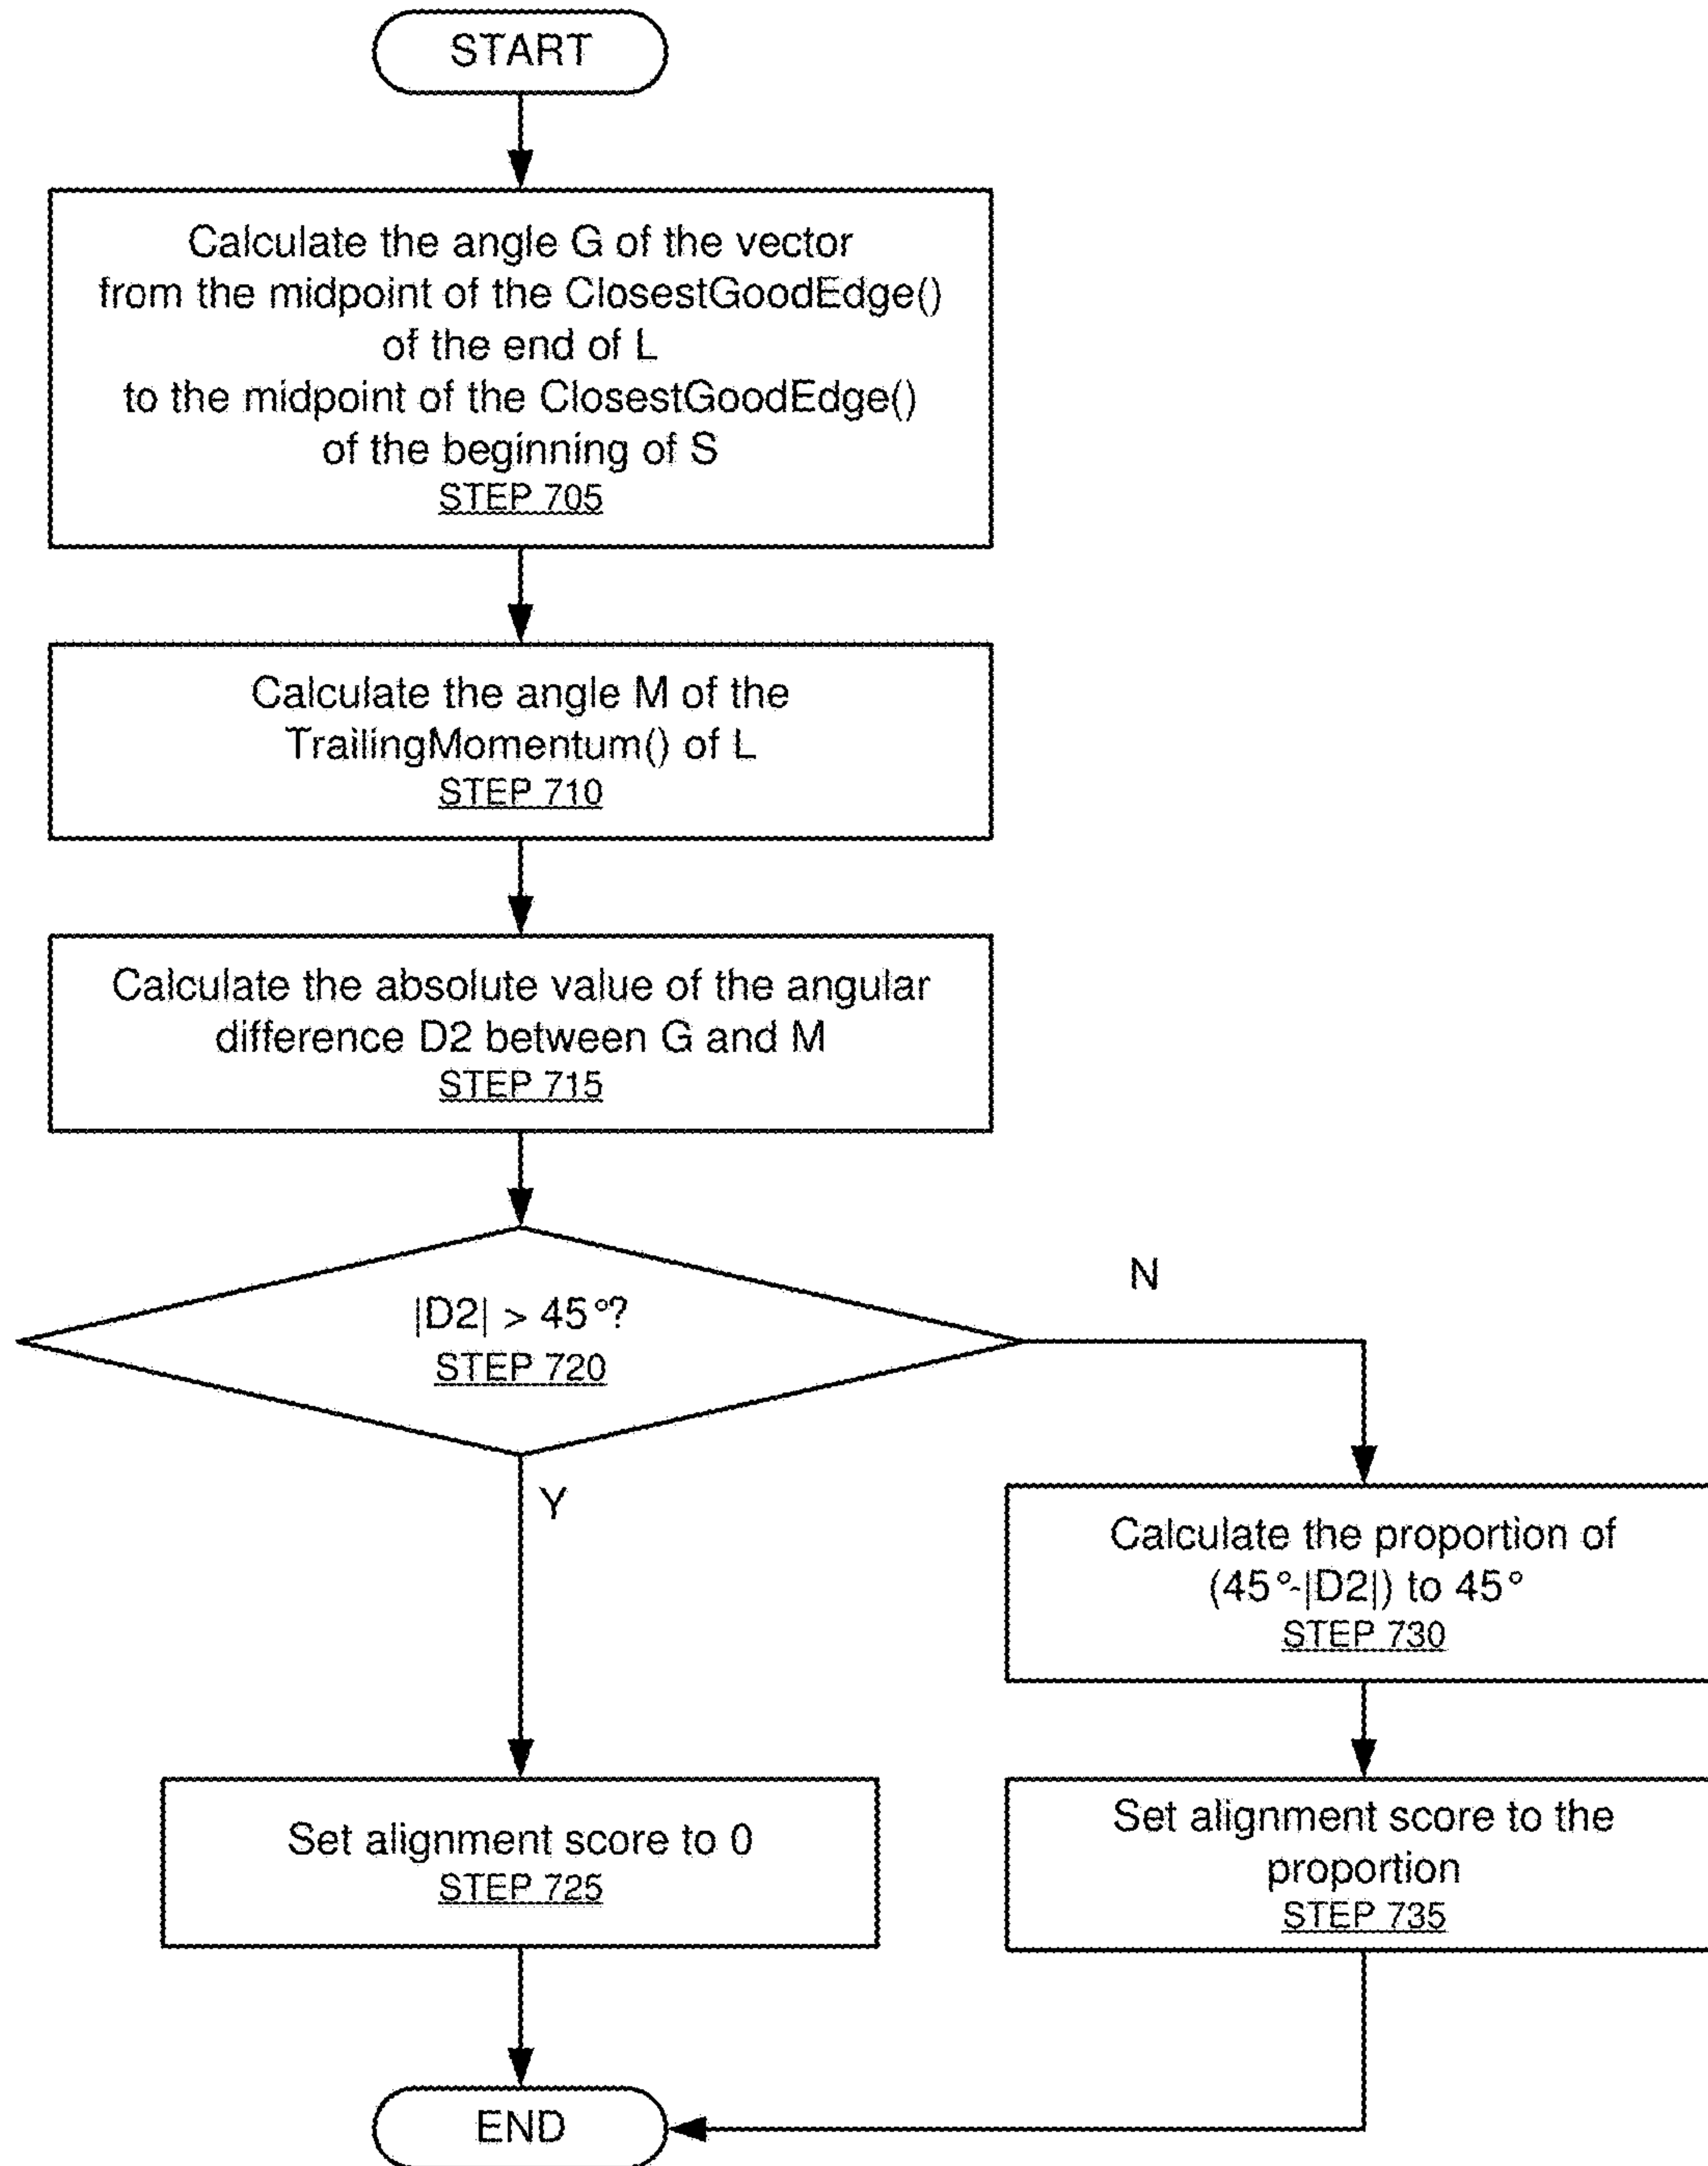 START
Calculate the angle G of the vector
from the midpoint of the ClosestGoodEdge()
of the end of L
to the midpoint of the ClosestGoodEdge()
of the beginning of S
STEP 705
Calculate the angle M of the
TrailingMomentum() of L
STEP 710
Calculate the absolute value of the angular
difference D2 between G and M
STEP 715
|D2| > 45°?
STEP 720
N
Y
Calculate the proportion of
(45°-|D2|) to 45°
STEP 730
Set alignment score to 0
STEP 725
Set alignment score to the
proportion
STEP 735
END